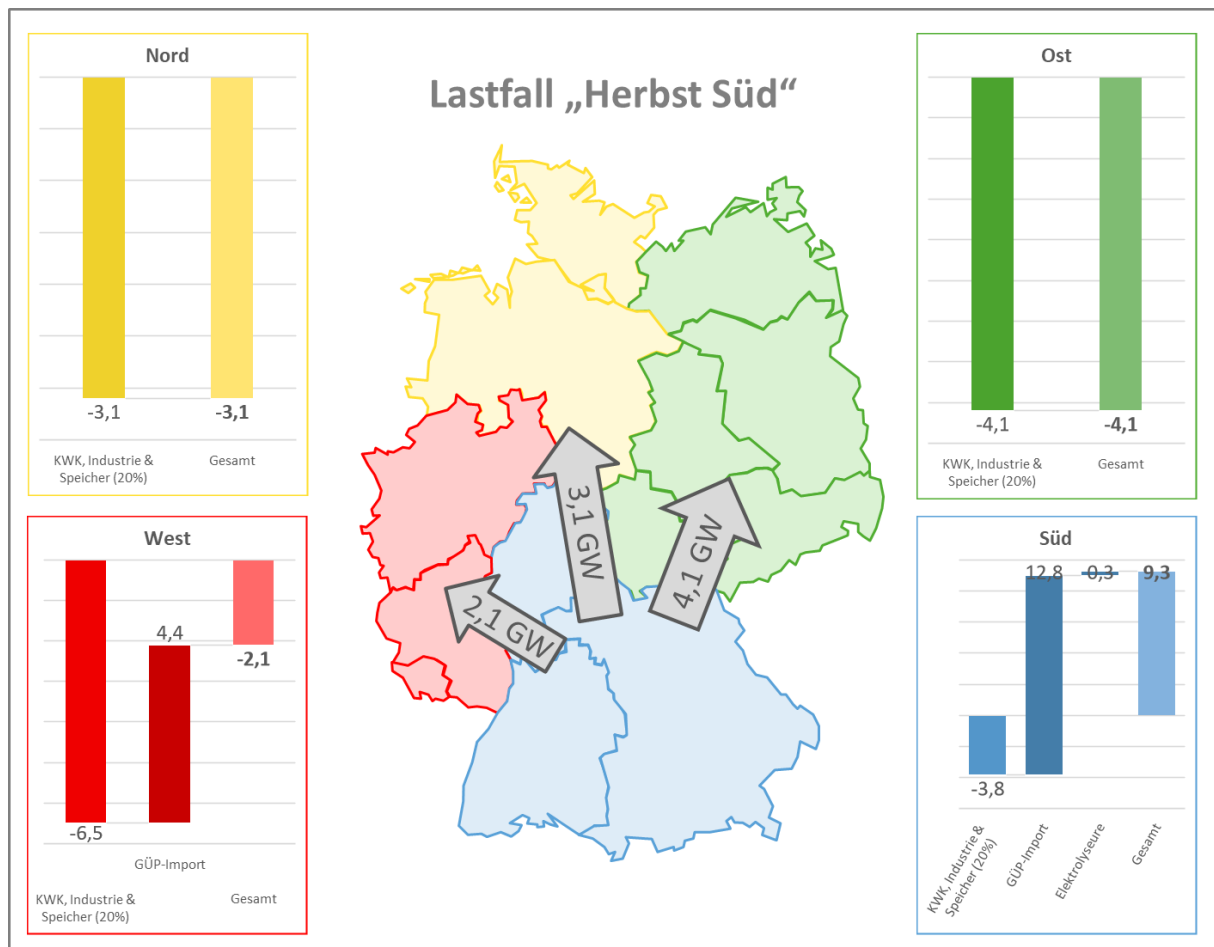 Lastfall „Herbst Süd“
Nord
-3,1
-3,1
KWK, Industrie &
Speicher (20%)
Gesamt
Ost
-4,1
-4,1
KWK, Industrie &
Speicher (20%)
Gesamt
3,1 GW
4,1 GW
2,1 GW
West
4,4
-2,1
-6,5
GÜP-Import
KWK, Industrie &
Speicher (20%)
Gesamt
Süd
12,8
0,3
9,3
-3,8
KWK, Industrie &
Speicher (20%)
GÜP-Import
Elektrolyseure
Gesamt